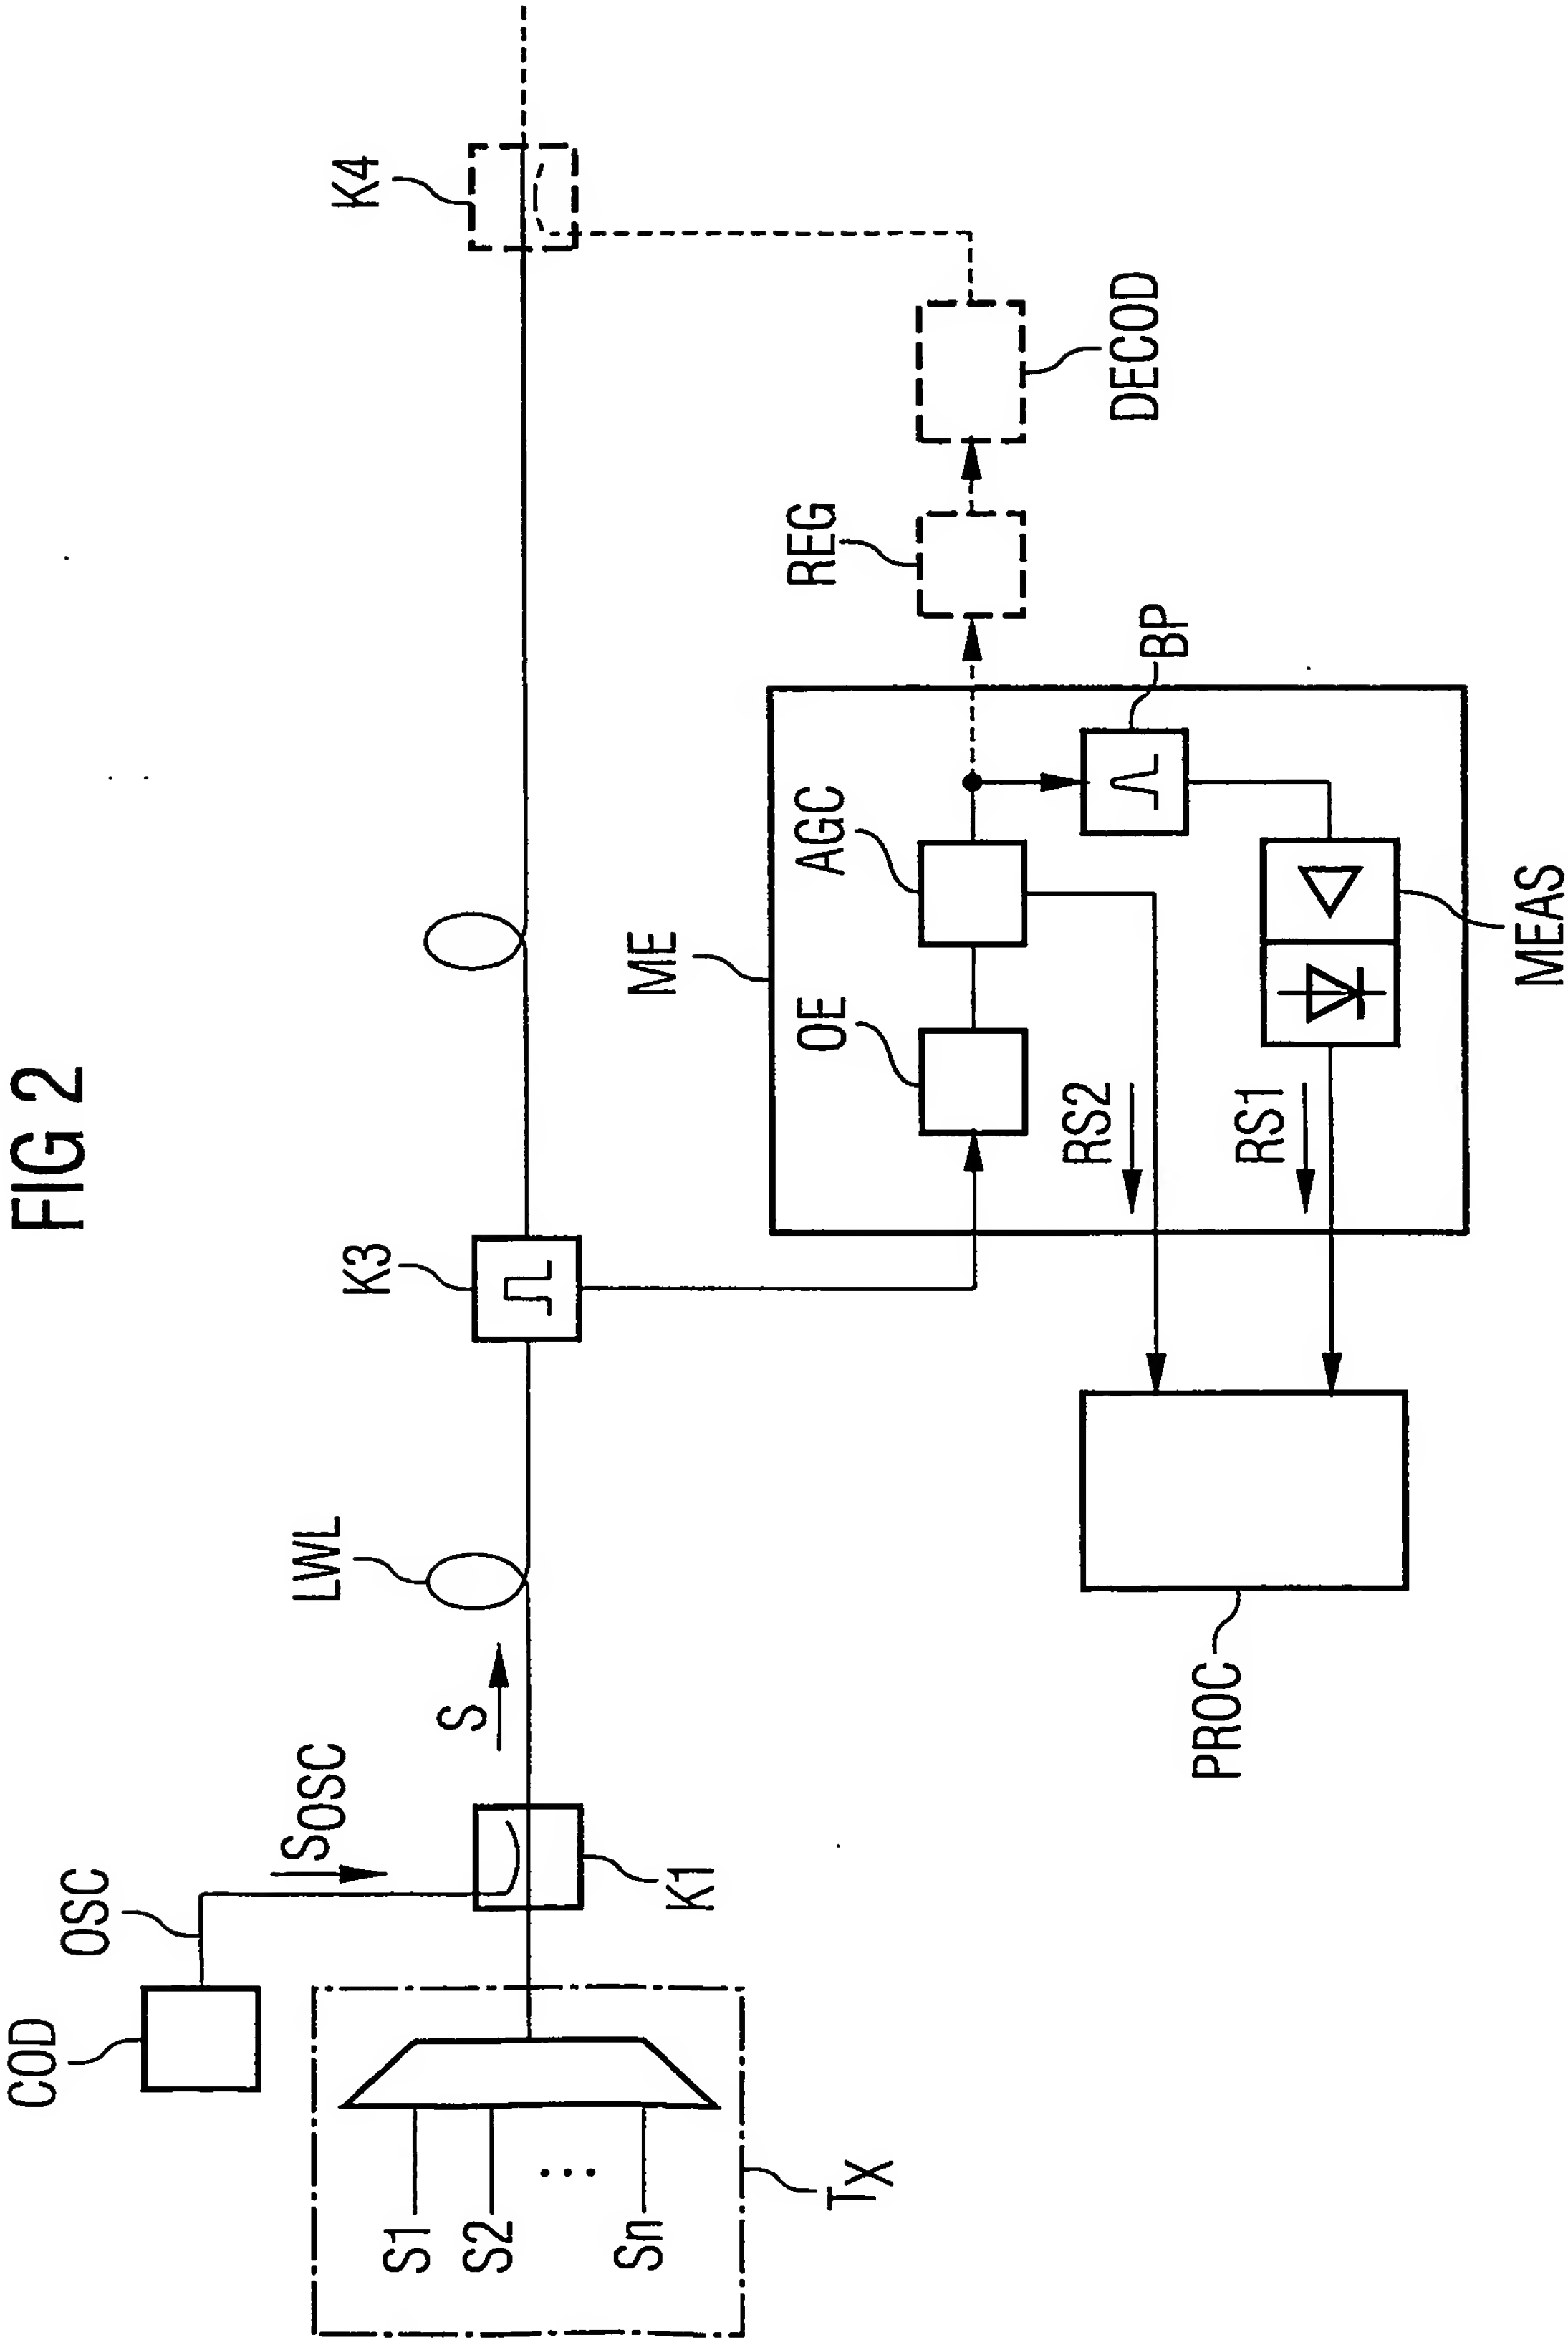 FIG 2
COD
OSC
SOSC
S
LWL
K3
K4
S1
S2
...
Sn
TX
K1
ME
OE
AGC
REG
DECOD
BP
RS2
RS1
MEAS
PROC